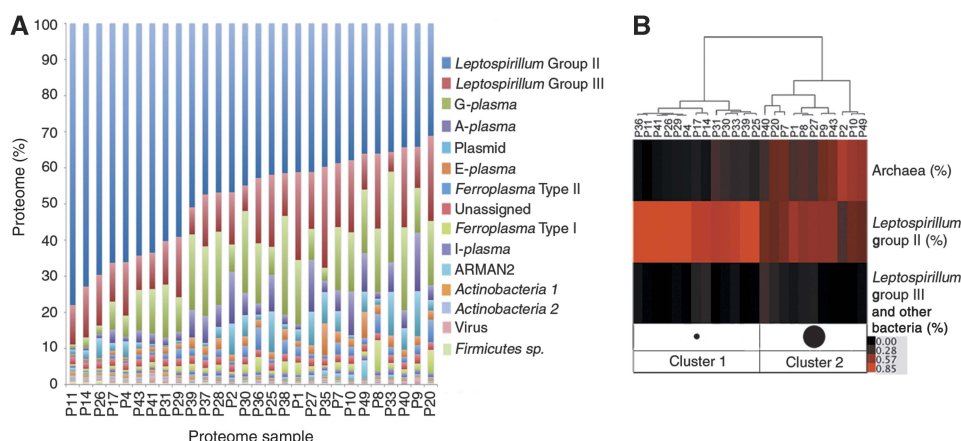 A
100
90
80
70
60
50
40
30
20
10
0
Proteome (%)
P11 P14 P26 P17 P4 P43 P41 P31 P29 P39 P37 P28 P2 P30 P36 P25 P38 P1 P27 P35 P7 P10 P49 P8 P33 P40 P9 P20
Proteome sample
Leptospirillum Group II
Leptospirillum Group III
G-plasma
A-plasma
Plasmid
E-plasma
Ferroplasma Type II
Unassigned
Ferroplasma Type I
I-plasma
ARMAN2
Actinobacteria 1
Actinobacteria 2
Virus
Firmicutes sp.
B
P36 P11 P41 P26 P29 P4 P17 P14 P31 P30 P33 P39 P25 P40 P20 P7 P1 P8 P27 P9 P43 P2 P10 P49
Archaea (%)
Leptospirillum
group II (%)
Leptospirillum
group III
and other
bacteria (%)
0.00
0.28
0.57
0.85
Cluster 1
Cluster 2